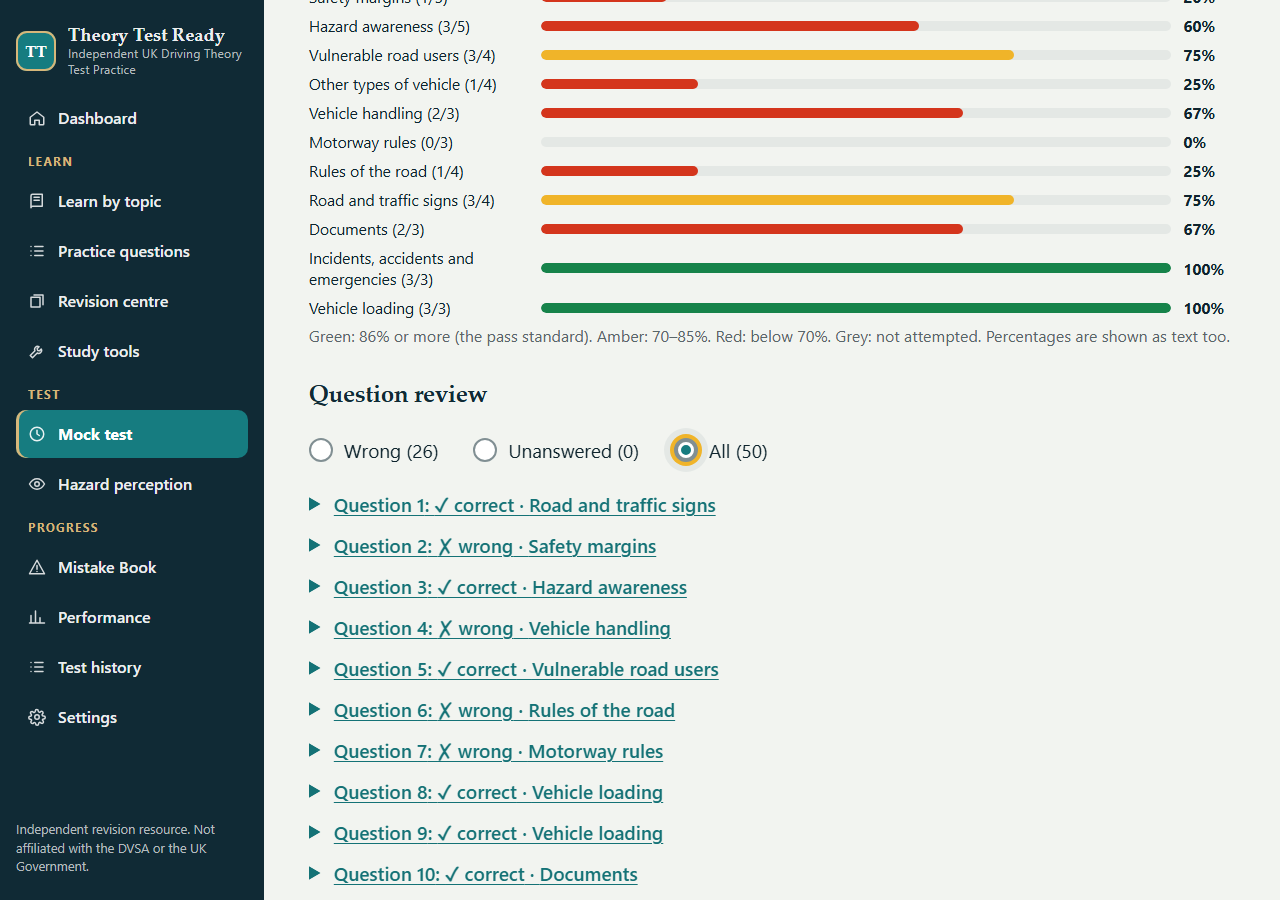 TT
Theory Test Ready
Independent UK Driving Theory
Test Practice
Dashboard
LEARN
Learn by topic
Practice questions
Revision centre
Study tools
TEST
Mock test
Hazard perception
PROGRESS
Mistake Book
Performance
Test history
Settings
Independent revision resource. Not
affiliated with the DVSA or the UK
Government.
Hazard awareness (3/5) 60%
Vulnerable road users (3/4) 75%
Other types of vehicle (1/4) 25%
Vehicle handling (2/3) 67%
Motorway rules (0/3) 0%
Rules of the road (1/4) 25%
Road and traffic signs (3/4) 75%
Documents (2/3) 67%
Incidents, accidents and
emergencies (3/3) 100%
Vehicle loading (3/3) 100%
Green: 86% or more (the pass standard). Amber: 70–85%. Red: below 70%. Grey: not attempted. Percentages are shown as text too.
Question review
Wrong (26) Unanswered (0) All (50)
Question 1: ✓ correct · Road and traffic signs
Question 2: ✗ wrong · Safety margins
Question 3: ✓ correct · Hazard awareness
Question 4: ✗ wrong · Vehicle handling
Question 5: ✓ correct · Vulnerable road users
Question 6: ✗ wrong · Rules of the road
Question 7: ✗ wrong · Motorway rules
Question 8: ✓ correct · Vehicle loading
Question 9: ✓ correct · Vehicle loading
Question 10: ✓ correct · Documents